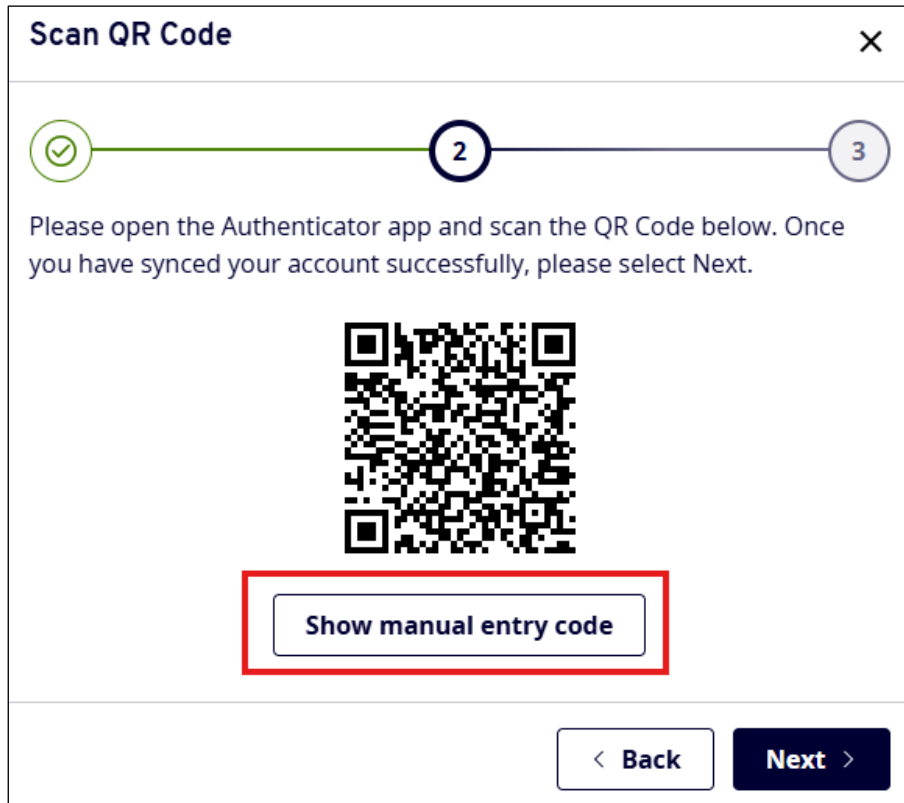 Scan QR Code
2
3
Please open the Authenticator app and scan the QR Code below. Once
you have synced your account successfully, please select Next.
Show manual entry code
Back
Next